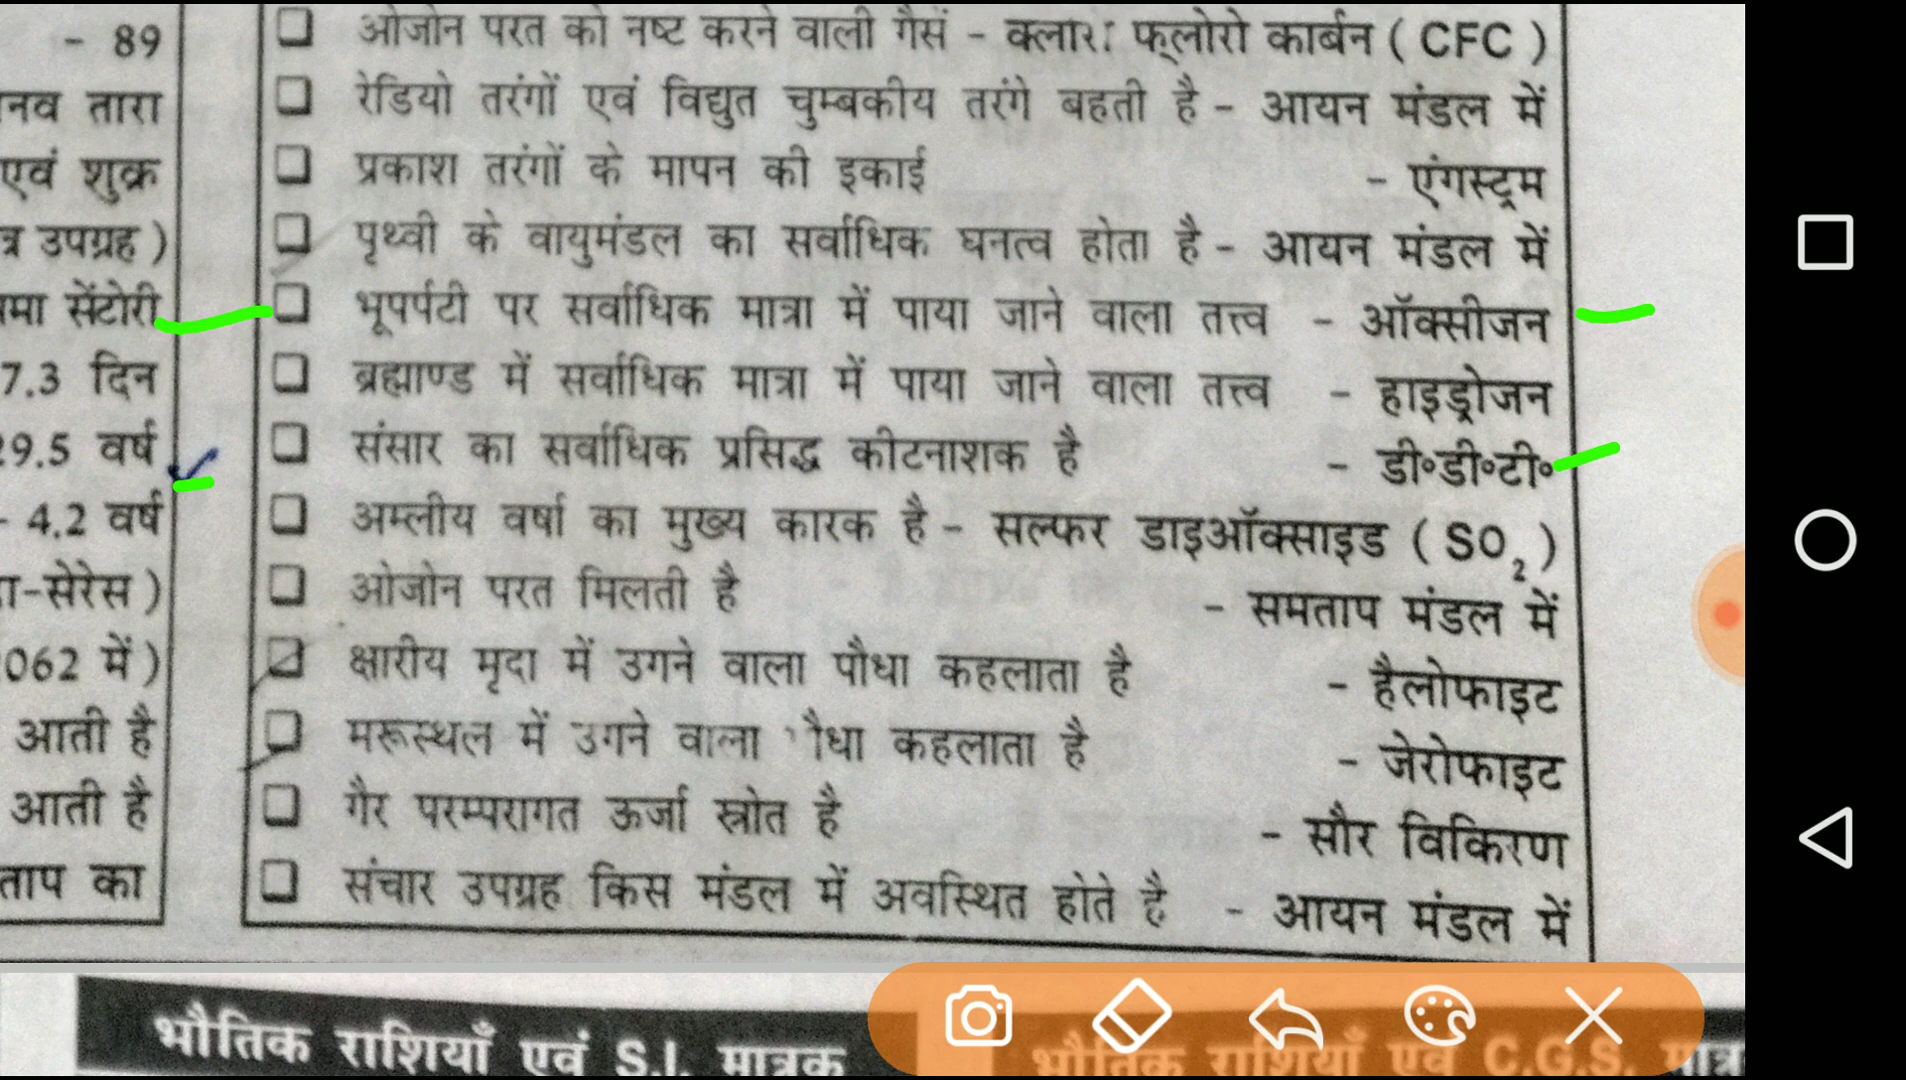 - 89
नव तारा
एवं शुक्र
त्र उपग्रह )
मा सेंटोरी
7.3 दिन
29.5 वर्ष
- 4.2 वर्ष
-सेरेस )
062 में )
आती है
आती है
ताप का
ओजोन परत को नष्ट करने वाली गैसें - फ्लोरो कार्बन ( CFC )
रेडियो तरंगों एवं विद्युत चुम्बकीय तरंगे बहती है - आयन मंडल में
प्रकाश तरंगों के मापन की इकाई - एंगस्ट्रम
पृथ्वी के वायुमंडल का सर्वाधिक घनत्व होता है - आयन मंडल में
भूपर्पटी पर सर्वाधिक मात्रा में पाया जाने वाला तत्त्व - ऑक्सीजन
ब्रह्माण्ड में सर्वाधिक मात्रा में पाया जाने वाला तत्त्व - हाइड्रोजन
संसार का सर्वाधिक प्रसिद्ध कीटनाशक है - डी॰डी॰टी॰
अम्लीय वर्षा का मुख्य कारक है - सल्फर डाइऑक्साइड ( SO₂ )
ओजोन परत मिलती है - समताप मंडल में
क्षारीय मृदा में उगने वाला पौधा कहलाता है - हैलोफाइट
मरूस्थल में उगने वाला कहलाता है - जेरोफाइट
गैर परम्परागत ऊर्जा स्रोत है - सौर विकिरण
संचार उपग्रह किस मंडल में अवस्थित होते है - आयन मंडल में
भौतिक राशियाँ एवं S.I. मात्रक
भौतिक राशियाँ एवं C.G.S. मात्र